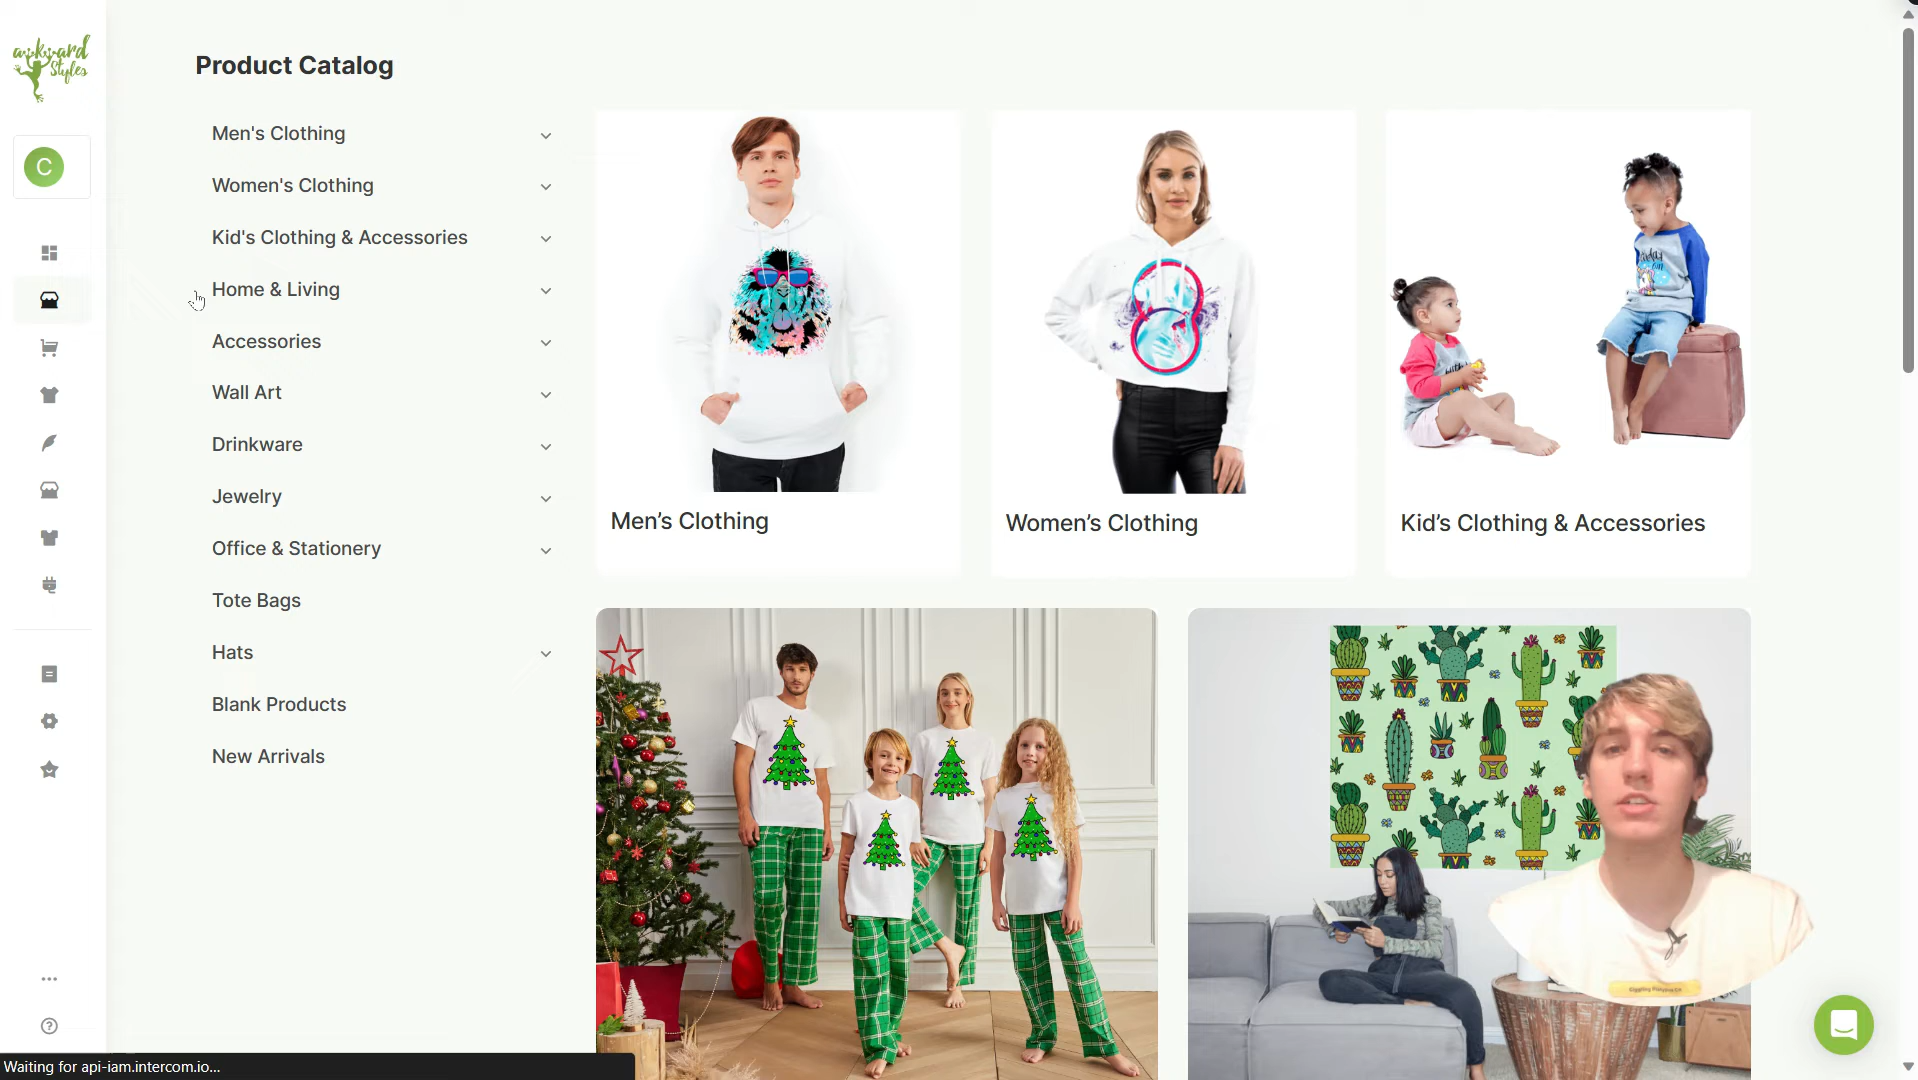 awkward
Styles
C
Product Catalog
Men's Clothing
Women's Clothing
Kid's Clothing & Accessories
Home & Living
Accessories
Wall Art
Drinkware
Jewelry
Office & Stationery
Tote Bags
Hats
Blank Products
New Arrivals
Men's Clothing
Women's Clothing
Kid's Clothing & Accessories
Waiting for api-iam.intercom.io...